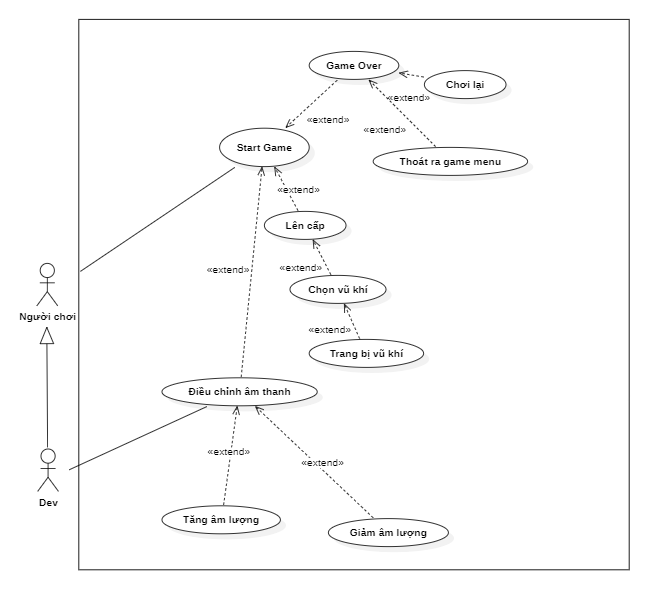 Game Over
Chơi lại
«extend»
«extend»
«extend»
Start Game
Thoát ra game menu
«extend»
Lên cấp
«extend»
«extend»
Chọn vũ khí
Người chơi
«extend»
Trang bị vũ khí
Điều chỉnh âm thanh
«extend»
«extend»
Dev
Tăng âm lượng
Giảm âm lượng